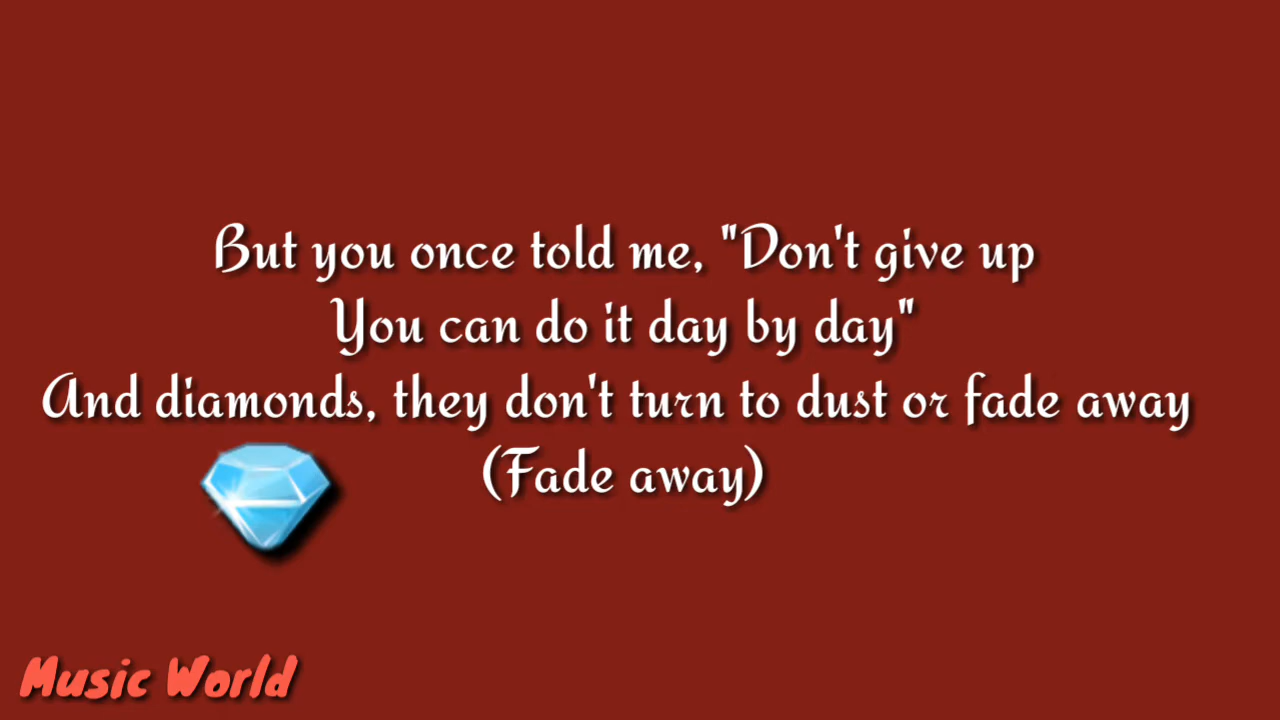 But you once told me, "Don't give up
You can do it day by day"
And diamonds, they don't turn to dust or fade away
(Fade away)
Music World